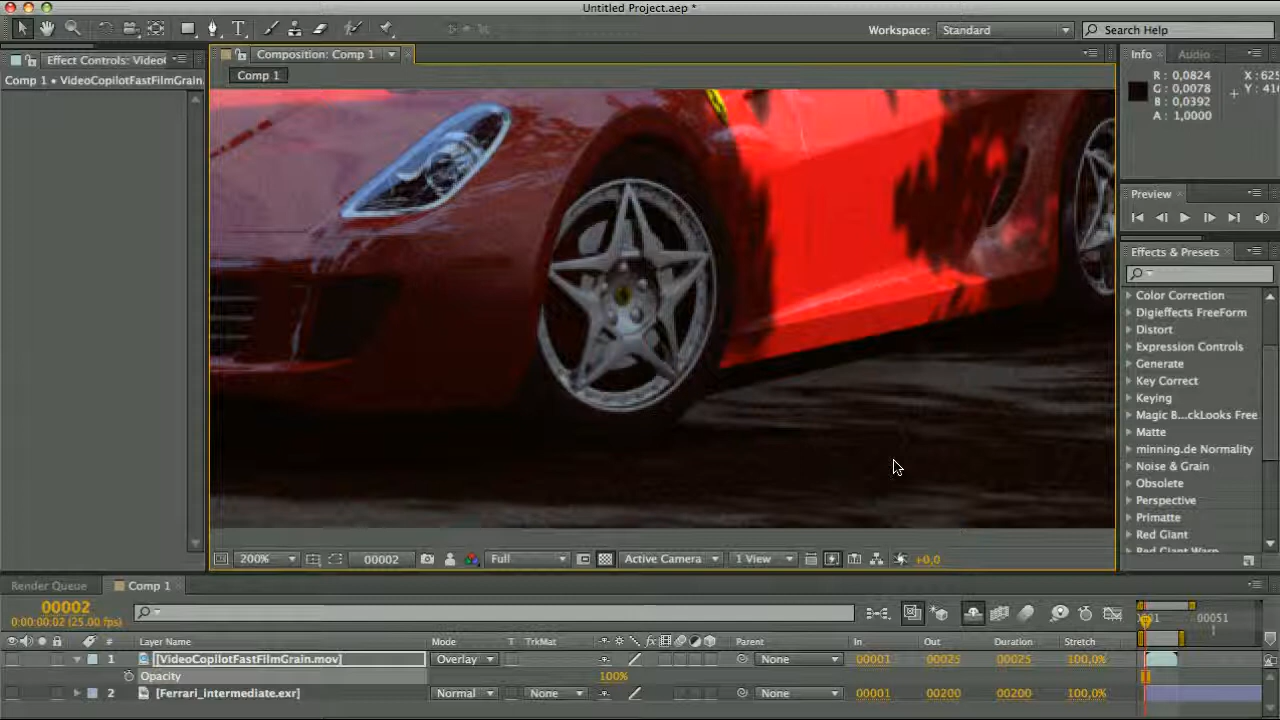 Untitled Project.aep *
Workspace: Standard Search Help
Effect Controls: Video
Composition: Comp 1
Info Audio
Comp 1 • VideoCopilotFastFilmGrain.
Comp 1
R : 0,0824
G : 0,0078
B : 0,0392
A : 1,0000
X : 625
Y : 416
Preview
Effects & Presets
Color Correction
Digieffects FreeForm
Distort
Expression Controls
Generate
Key Correct
Keying
Magic B...ckLooks Free
Matte
minning.de Normality
Noise & Grain
Obsolete
Perspective
Primatte
Red Giant
Red Giant Warp
200% 00002 Full Active Camera 1 View +0,0
Render Queue Comp 1
00002
0:00:00:02 (25.00 fps)
00051
# Layer Name Mode T TrkMat fx Parent In Out Duration Stretch
1 [VideoCopilotFastFilmGrain.mov] Overlay None 00001 00025 00025 100,0%
Opacity 100%
2 [Ferrari_intermediate.exr] Normal None None 00001 00200 00200 100,0%